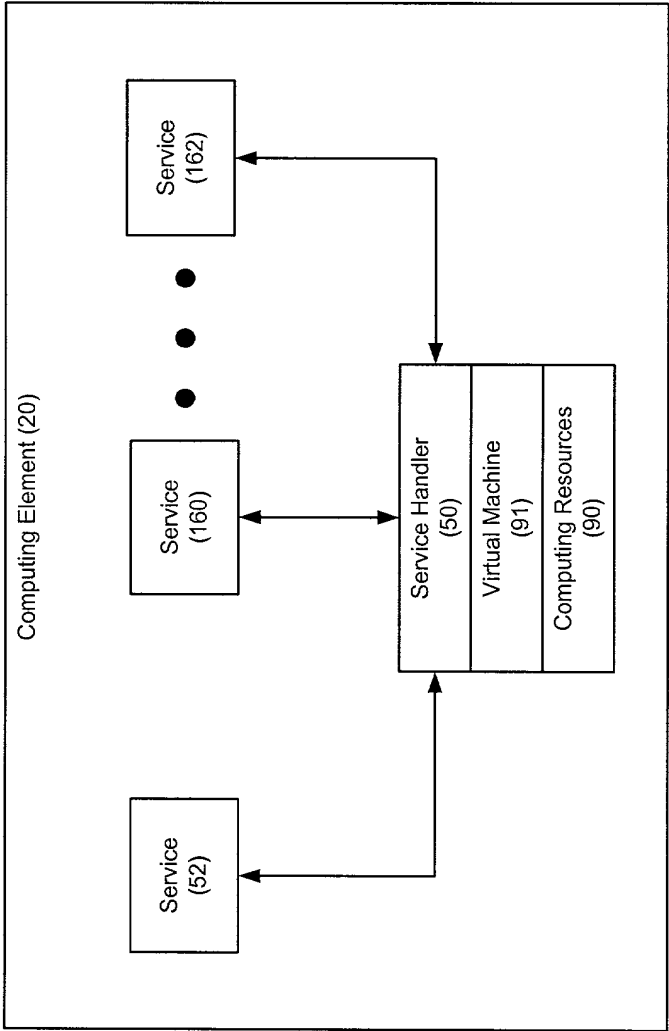 Computing Element (20)
Service
(52)
Service
(160)
Service
(162)
Service Handler
(50)
Virtual Machine
(91)
Computing Resources
(90)